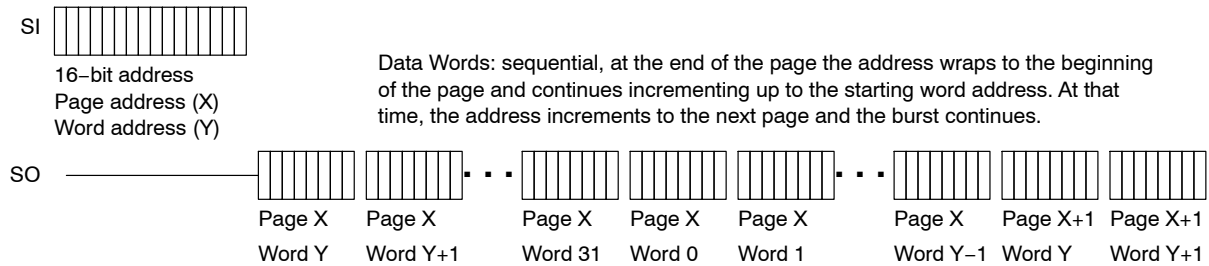 SI
16−bit address
Page address (X)
Word address (Y)
Data Words: sequential, at the end of the page the address wraps to the beginning
of the page and continues incrementing up to the starting word address. At that
time, the address increments to the next page and the burst continues.
SO
Page X Page X Page X Page X Page X Page X Page X+1 Page X+1
Word Y Word Y+1 Word 31 Word 0 Word 1 Word Y−1 Word Y Word Y+1